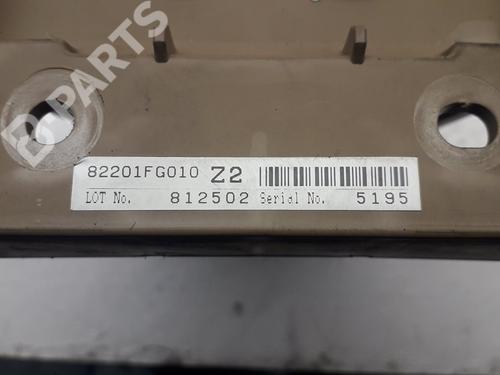 B-PARTS
82201FG010 Z2
LOT No. 812502 Serial No. 5195